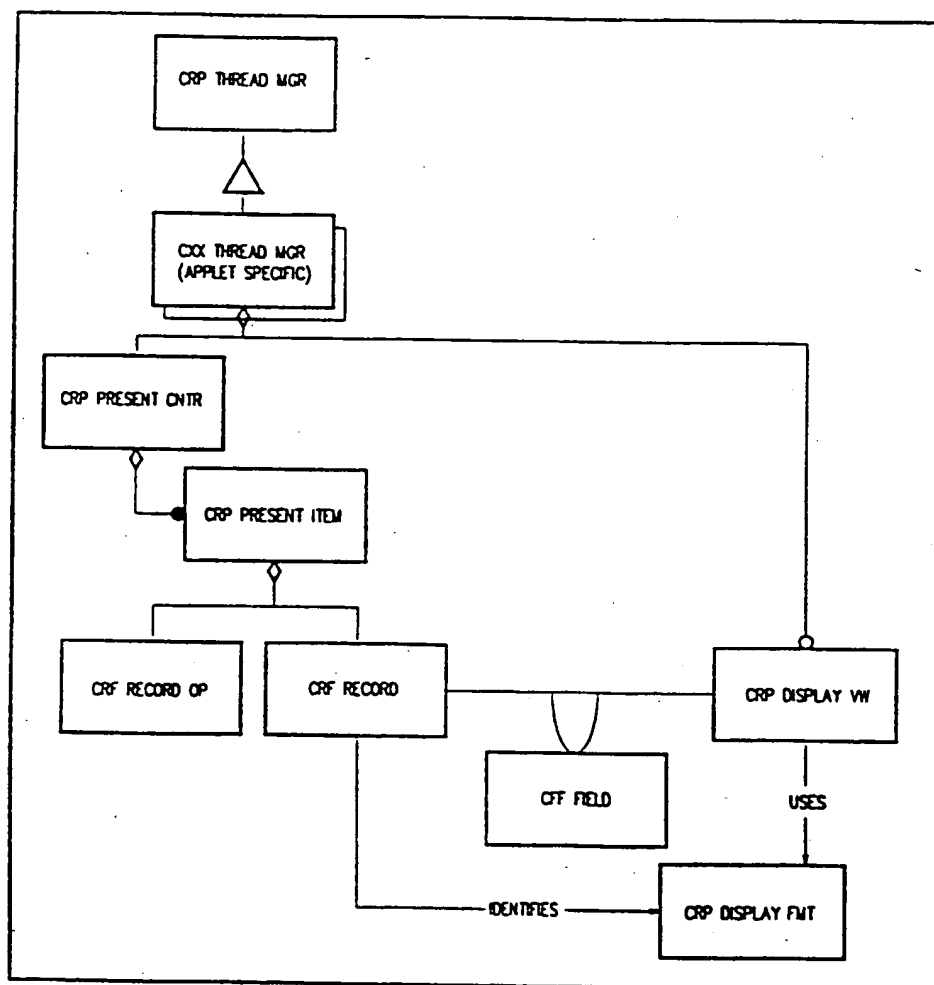 CRP THREAD MGR
CXX THREAD MGR
(APPLET SPECIFIC)
CRP PRESENT CNTR
CRP PRESENT ITEM
CRF RECORD OP
CRF RECORD
CRP DISPLAY VW
CFF FIELD
USES
IDENTIFIES
CRP DISPLAY FMT